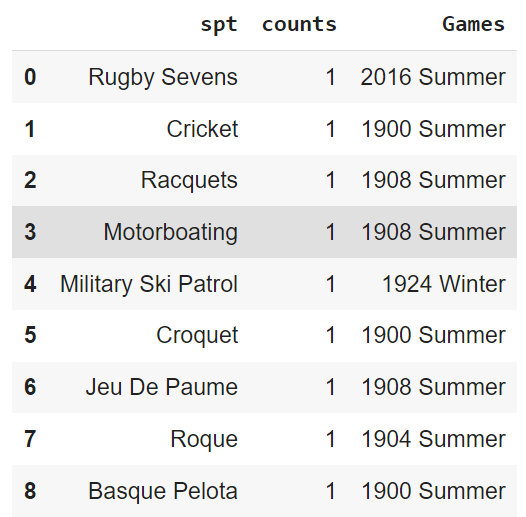 spt counts Games
0 Rugby Sevens 1 2016 Summer
1 Cricket 1 1900 Summer
2 Racquets 1 1908 Summer
3 Motorboating 1 1908 Summer
4 Military Ski Patrol 1 1924 Winter
5 Croquet 1 1900 Summer
6 Jeu De Paume 1 1908 Summer
7 Roque 1 1904 Summer
8 Basque Pelota 1 1900 Summer